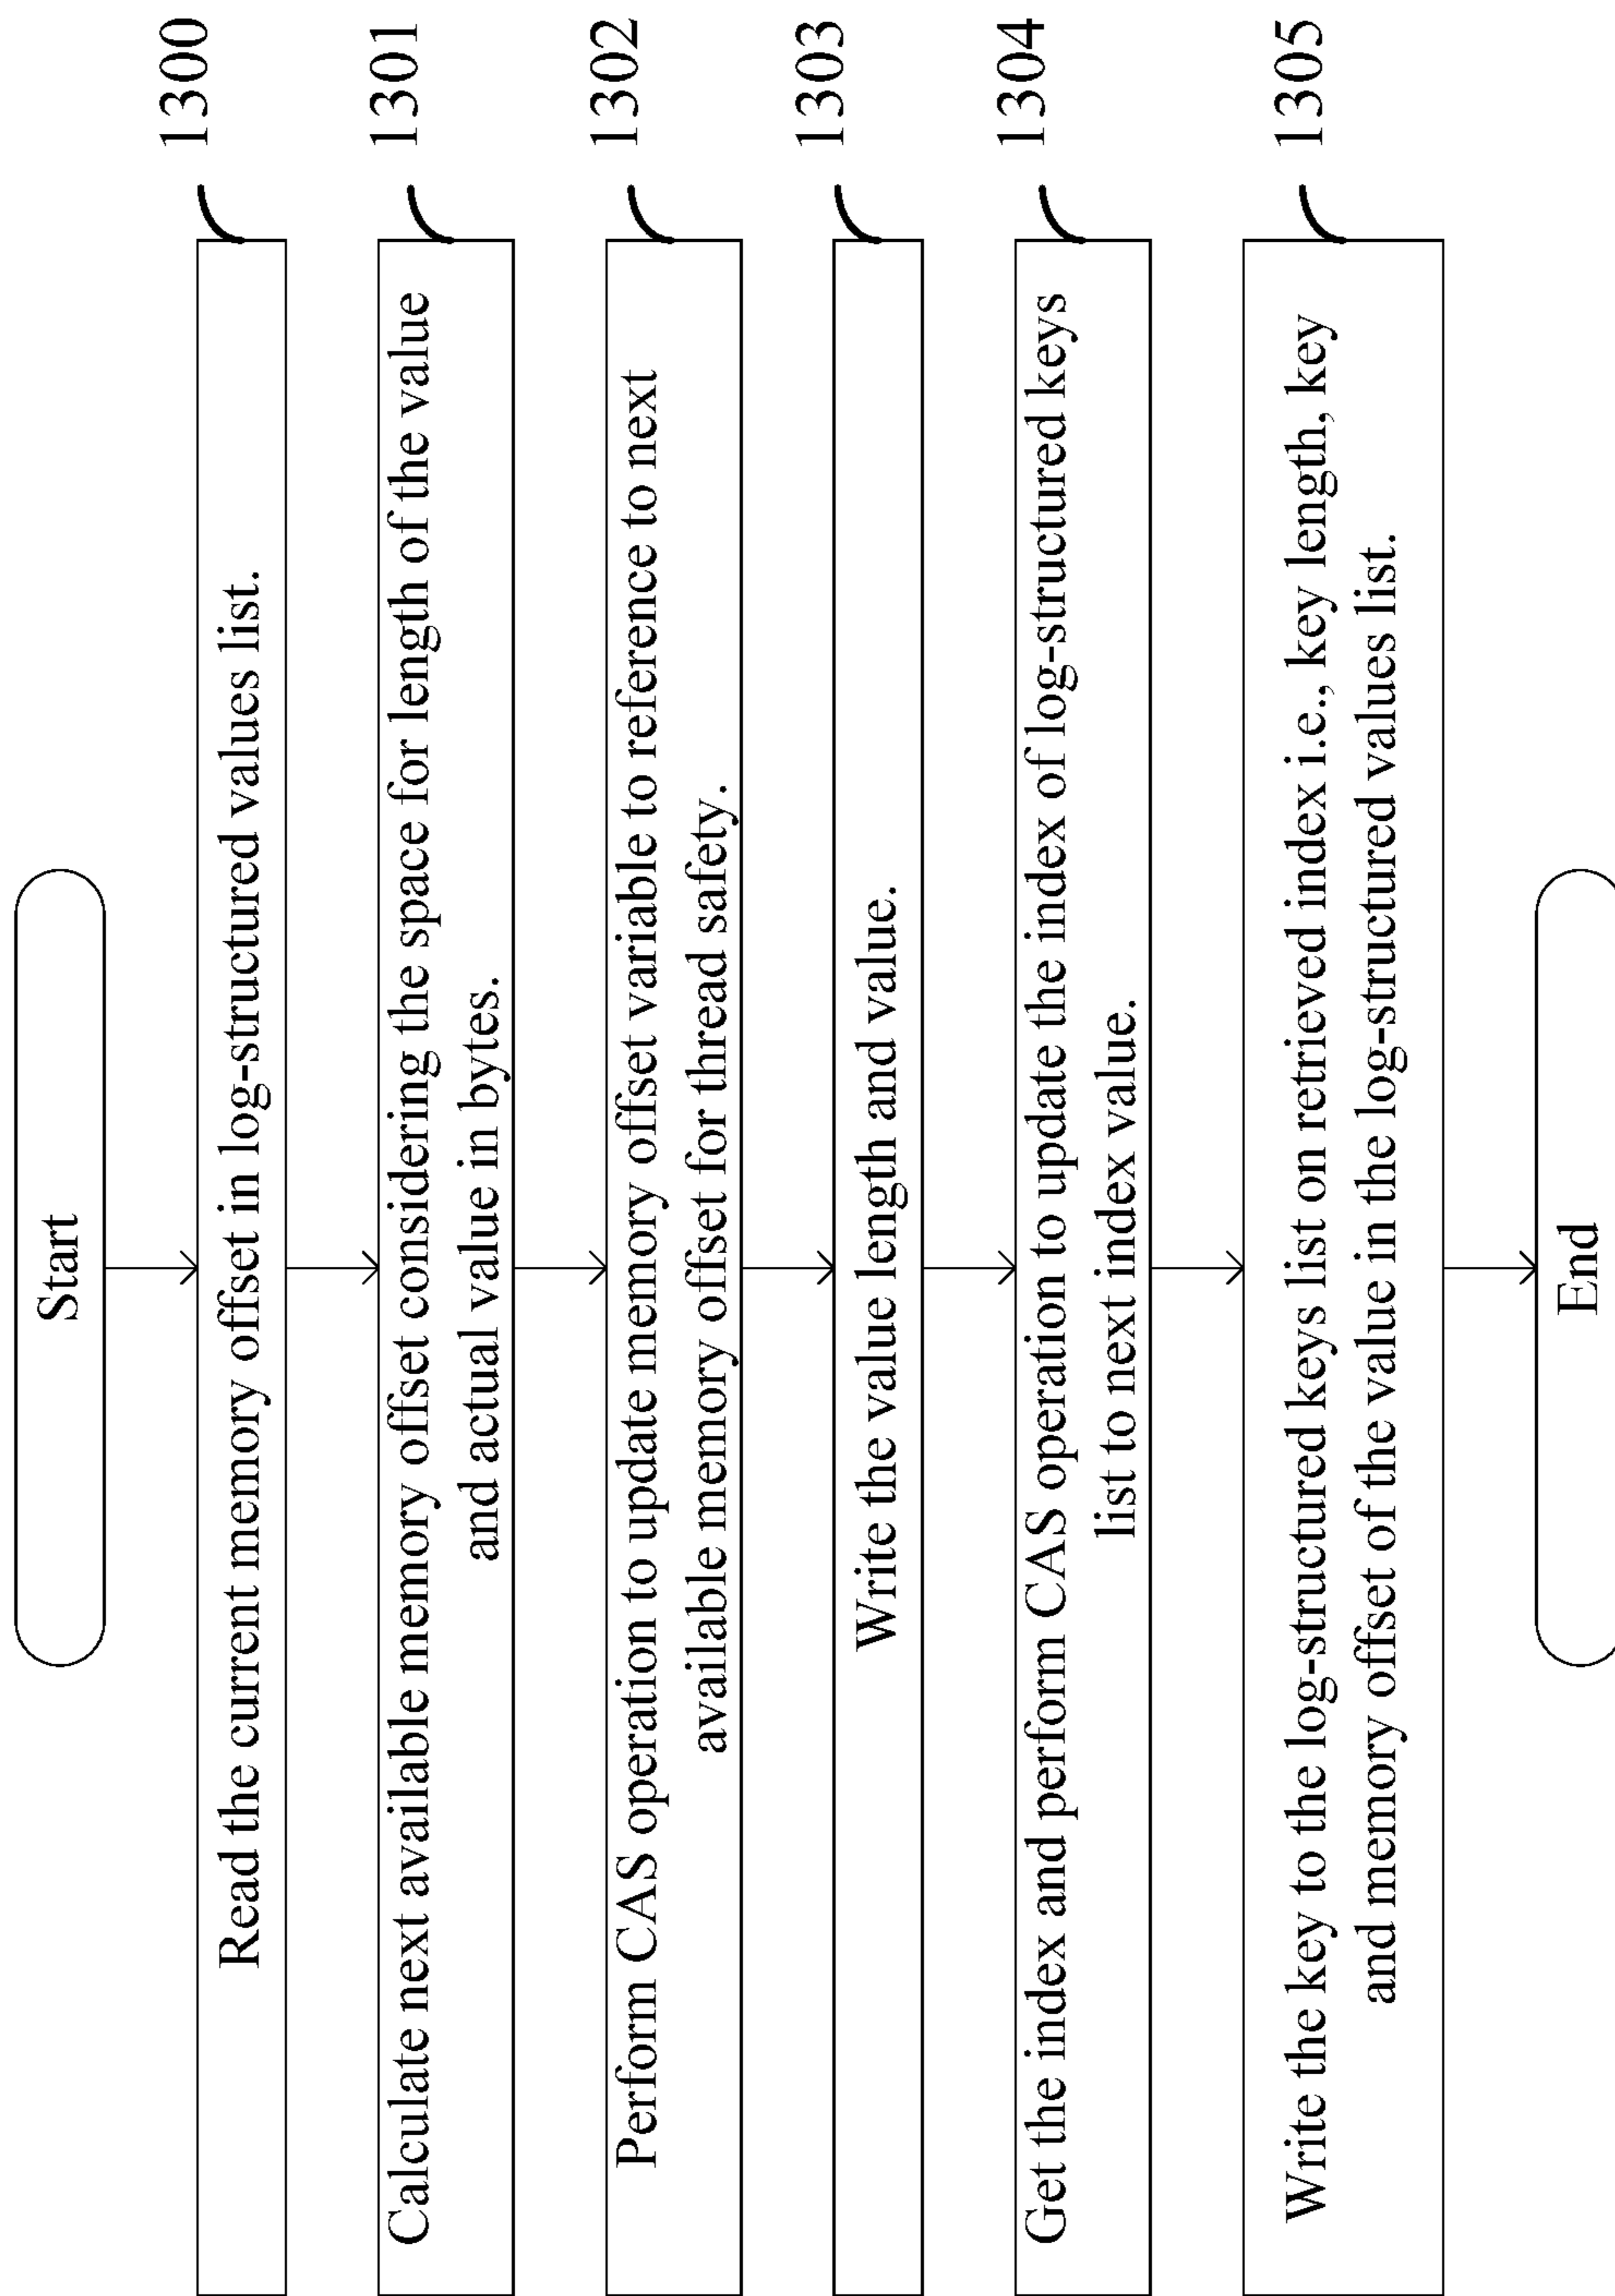 Start
Read the current memory offset in log-structured values list.
1300
Calculate next available memory offset considering the space for length of the value
and actual value in bytes.
1301
Perform CAS operation to update memory offset variable to reference to next
available memory offset for thread safety.
1302
Write the value length and value.
1303
Get the index and perform CAS operation to update the index of log-structured keys
list to next index value.
1304
Write the key to the log-structured keys list on retrieved index i.e., key length, key
and memory offset of the value in the log-structured values list.
1305
End